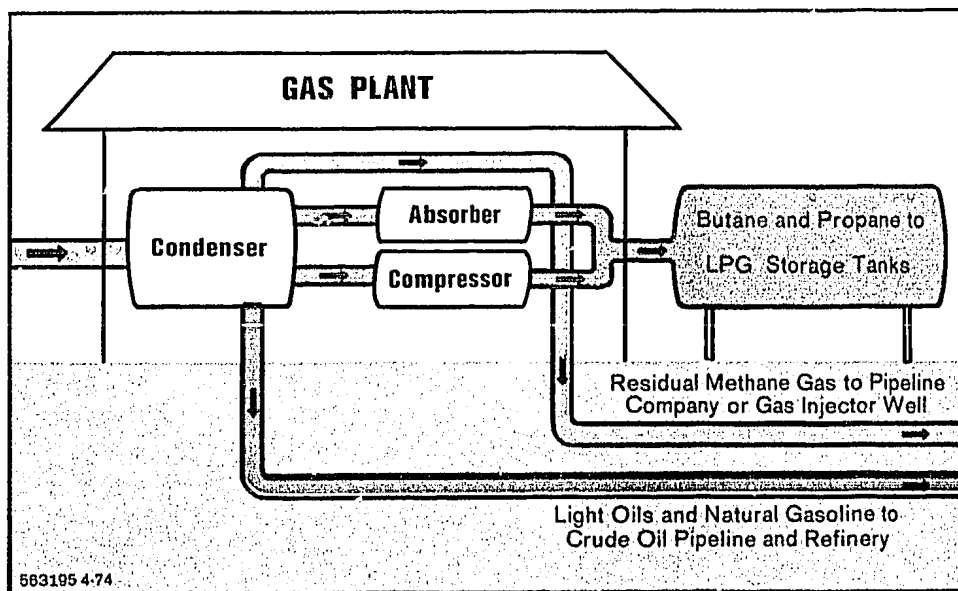 GAS PLANT
Condenser
Absorber
Compressor
Butane and Propane to
LPG Storage Tanks
Residual Methane Gas to Pipeline
Company or Gas Injector Well
Light Oils and Natural Gasoline to
Crude Oil Pipeline and Refinery
563195 4-74